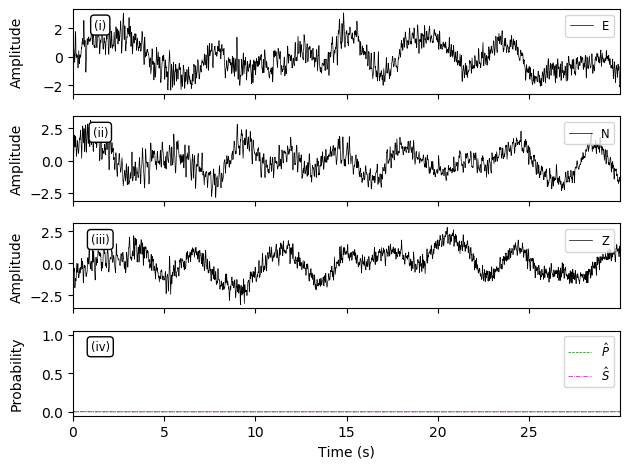 (i)
E
Amplitude
2
0
−2
(ii)
N
Amplitude
2.5
0.0
−2.5
(iii)
Z
Amplitude
2.5
0.0
−2.5
(iv)
P̂
Ŝ
Probability
1.0
0.5
0.0
0 5 10 15 20 25
Time (s)